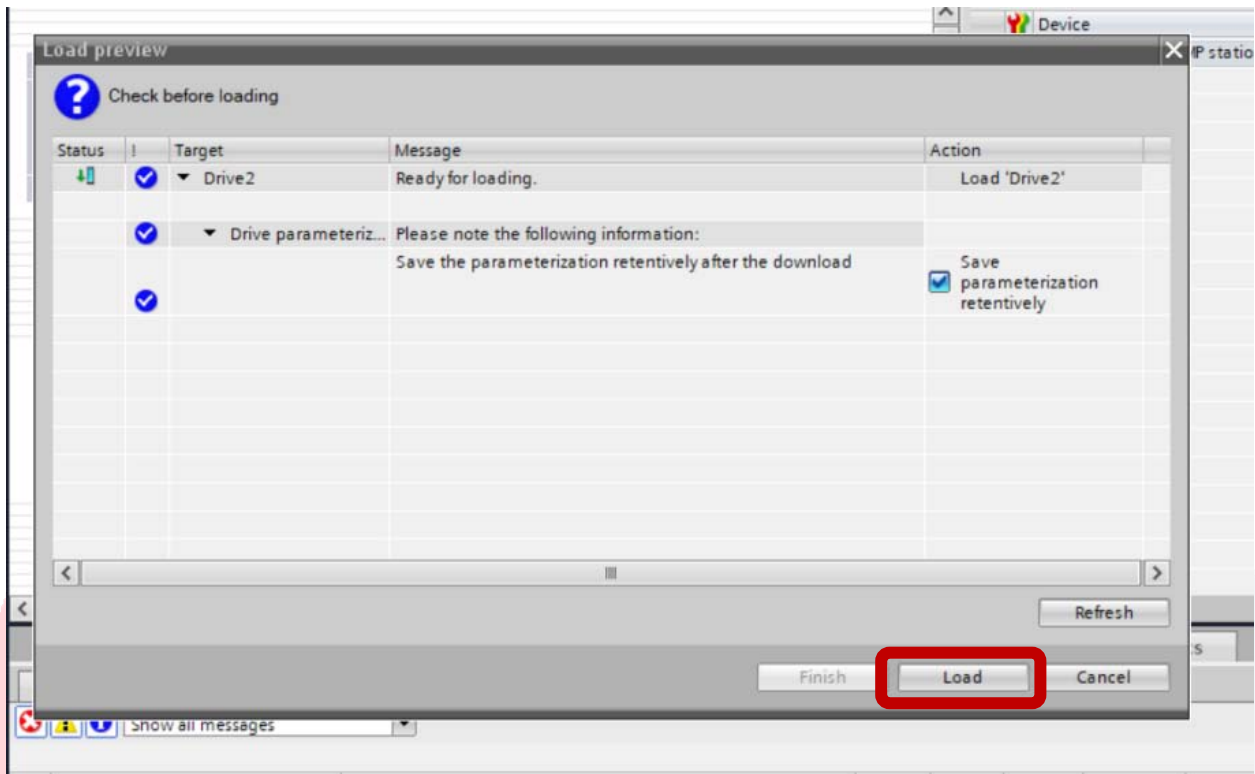 Device
Load preview
P statio
Check before loading
Status ! Target Message Action
Drive2 Ready for loading. Load 'Drive2'
Drive parameteriz... Please note the following information:
Save the parameterization retentively after the download Save
parameterization
retentively
Refresh
s
Finish Load Cancel
Show all messages